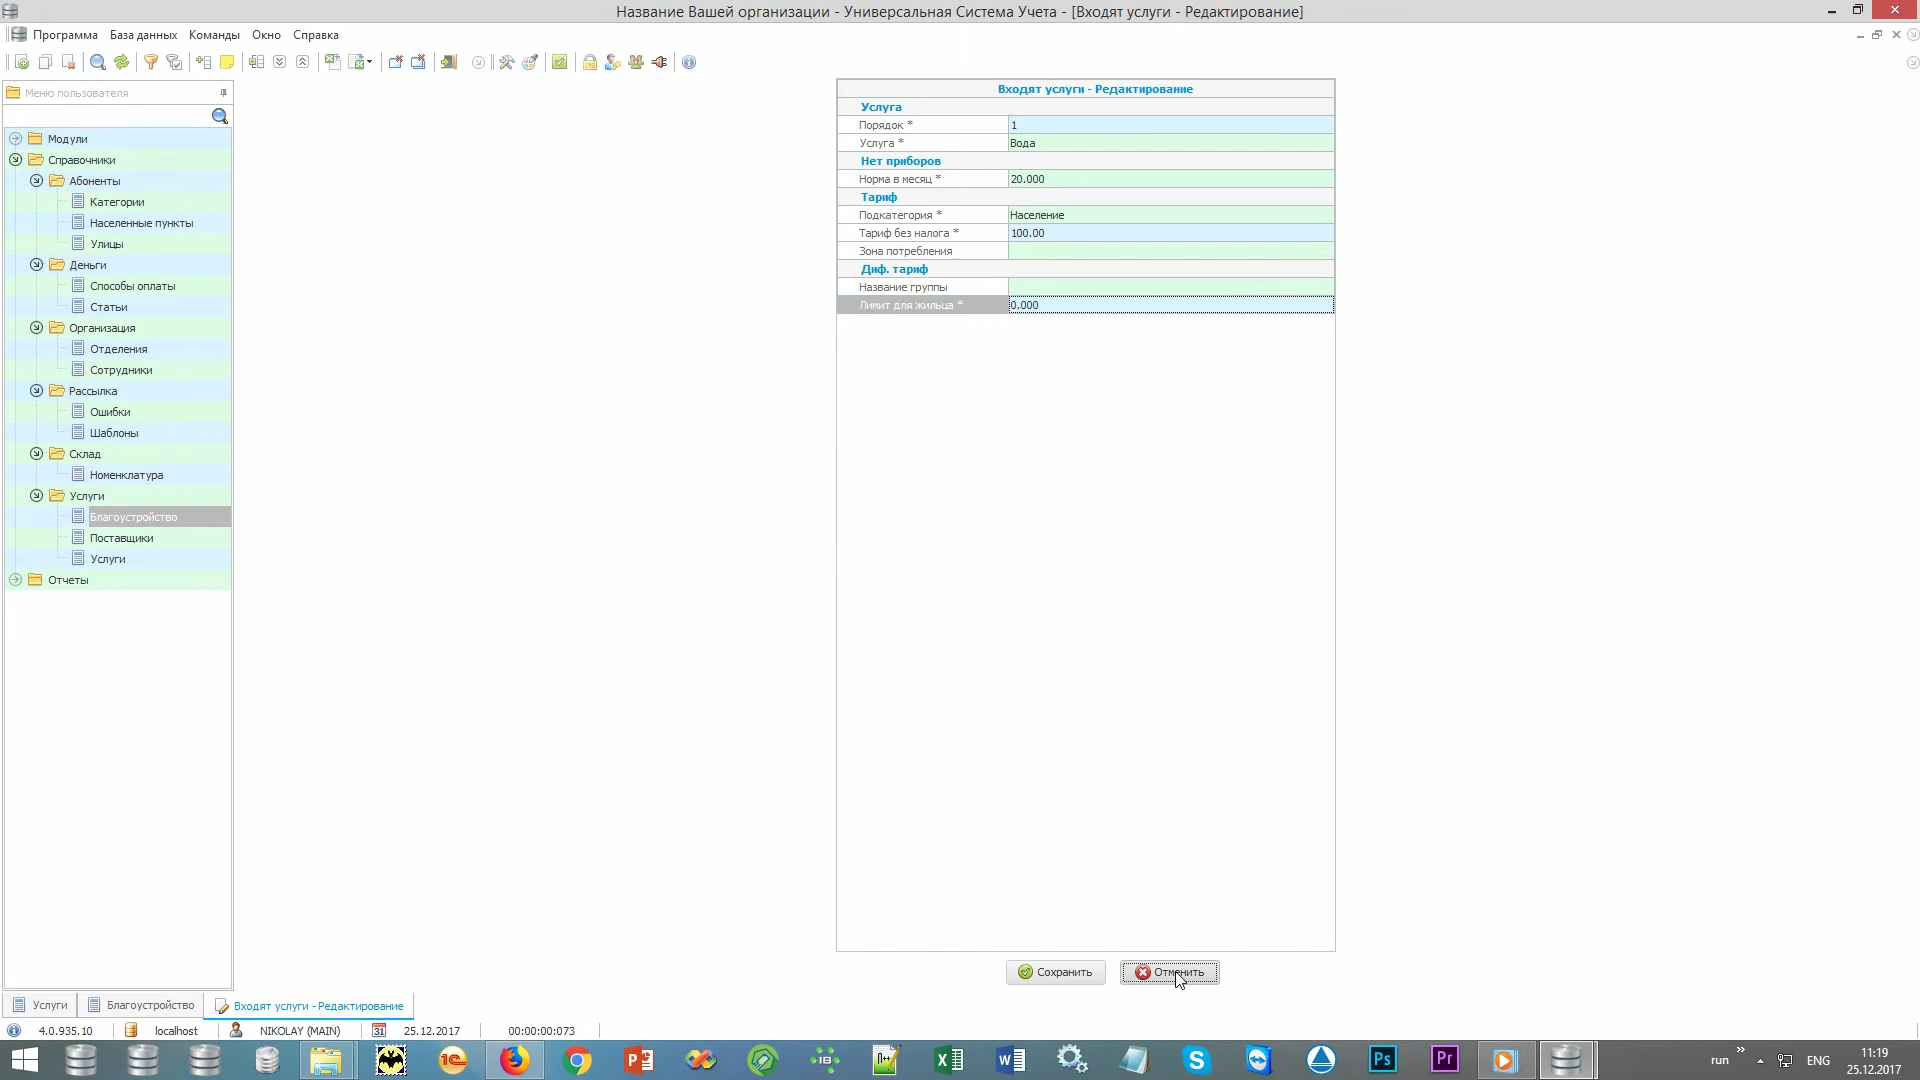 Название Вашей организации - Универсальная Система Учета - [Входят услуги - Редактирование]
Программа База данных Команды Окно Справка
Меню пользователя
Модули
Справочники
Абоненты
Категории
Населенные пункты
Улицы
Деньги
Способы оплаты
Статьи
Организация
Отделения
Сотрудники
Рассылка
Ошибки
Шаблоны
Склад
Номенклатура
Услуги
Благоустройство
Поставщики
Услуги
Отчеты
Входят услуги - Редактирование
Услуга
Порядок * 1
Услуга * Вода
Нет приборов
Норма в месяц * 20.000
Тариф
Подкатегория * Население
Тариф без налога * 100.00
Зона потребления
Диф. тариф
Название группы
Лимит для жильца * 0.000
Сохранить Отменить
Услуги Благоустройство Входят услуги - Редактирование
4.0.935.10 localhost NIKOLAY (MAIN) 31 25.12.2017 00:00:00:073
run ENG 11:19
25.12.2017